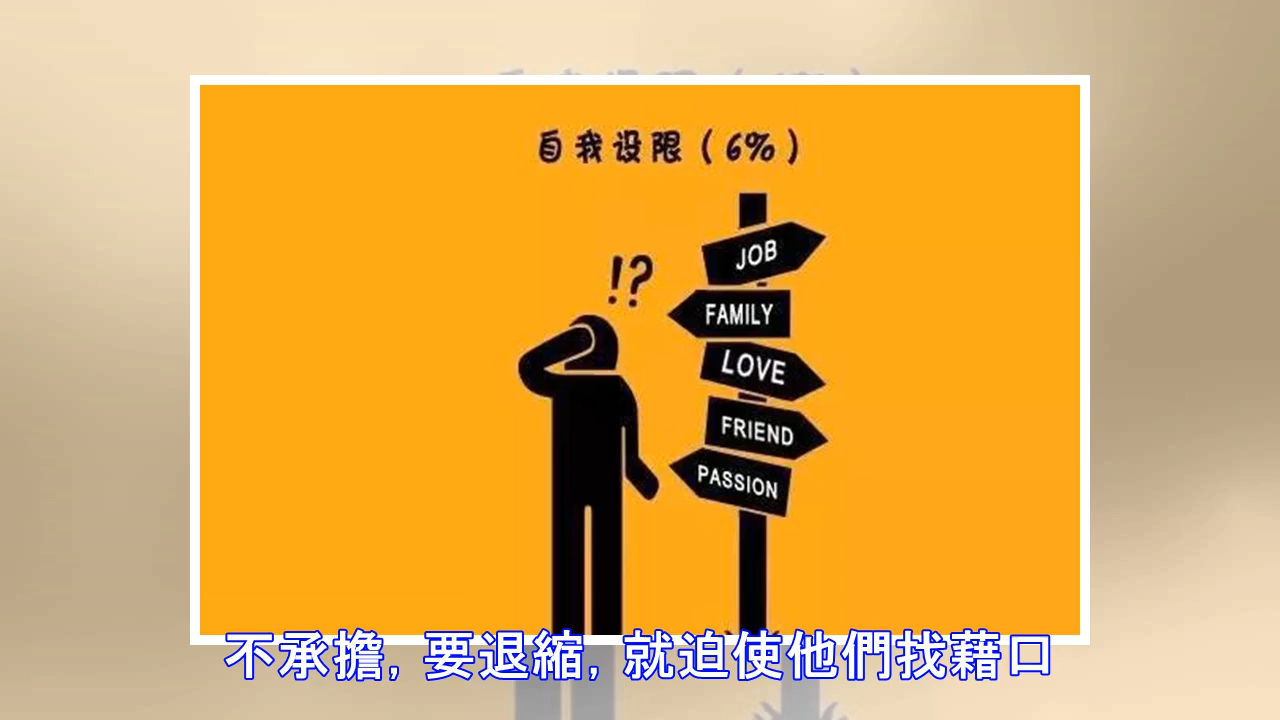 自我设限（6%）
!?
JOB
FAMILY
LOVE
FRIEND
PASSION
不承擔, 要退縮, 就迫使他們找藉口